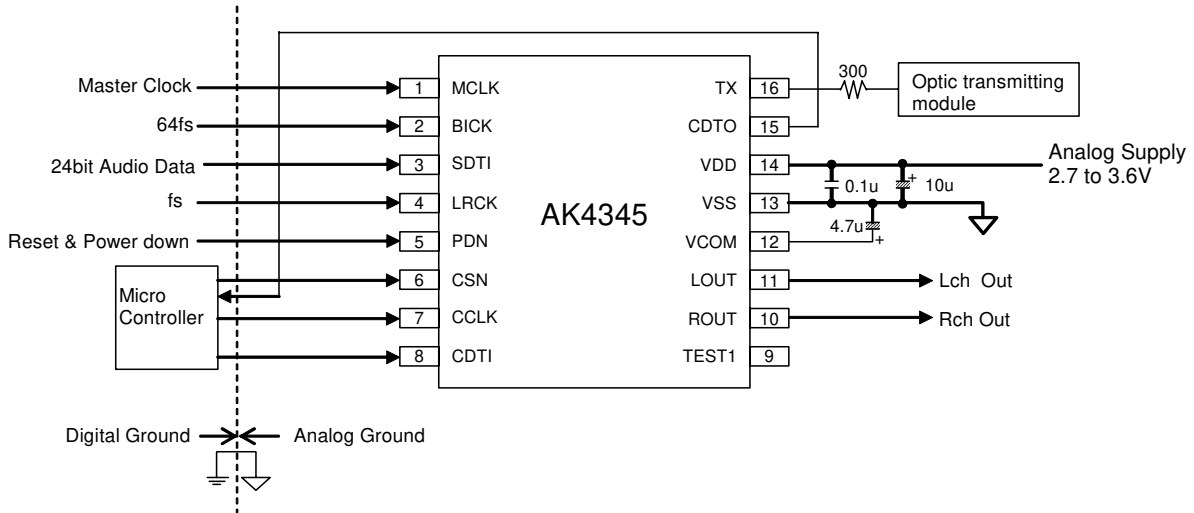 Master Clock
64fs
24bit Audio Data
fs
Reset & Power down
Micro
Controller
1
2
3
4
5
6
7
8
MCLK
BICK
SDTI
LRCK
PDN
CSN
CCLK
CDTI
AK4345
TX
CDTO
VDD
VSS
VCOM
LOUT
ROUT
TEST1
16
15
14
13
12
11
10
9
300
Optic transmitting
module
Analog Supply
2.7 to 3.6V
0.1u
+
10u
4.7u
+
Lch Out
Rch Out
Digital Ground
Analog Ground